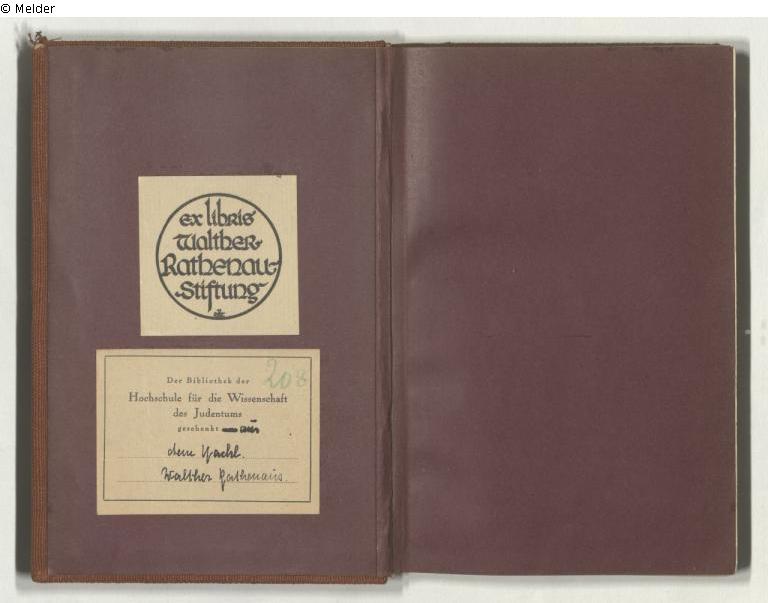 © Melder
ex libris
Walther-
Rathenau-
Stiftung
208
Der Bibliothek der
Hochschule für die Wissenschaft
des Judentums
geschenkt aus
dem Nachl.
Walther Rathenaus.